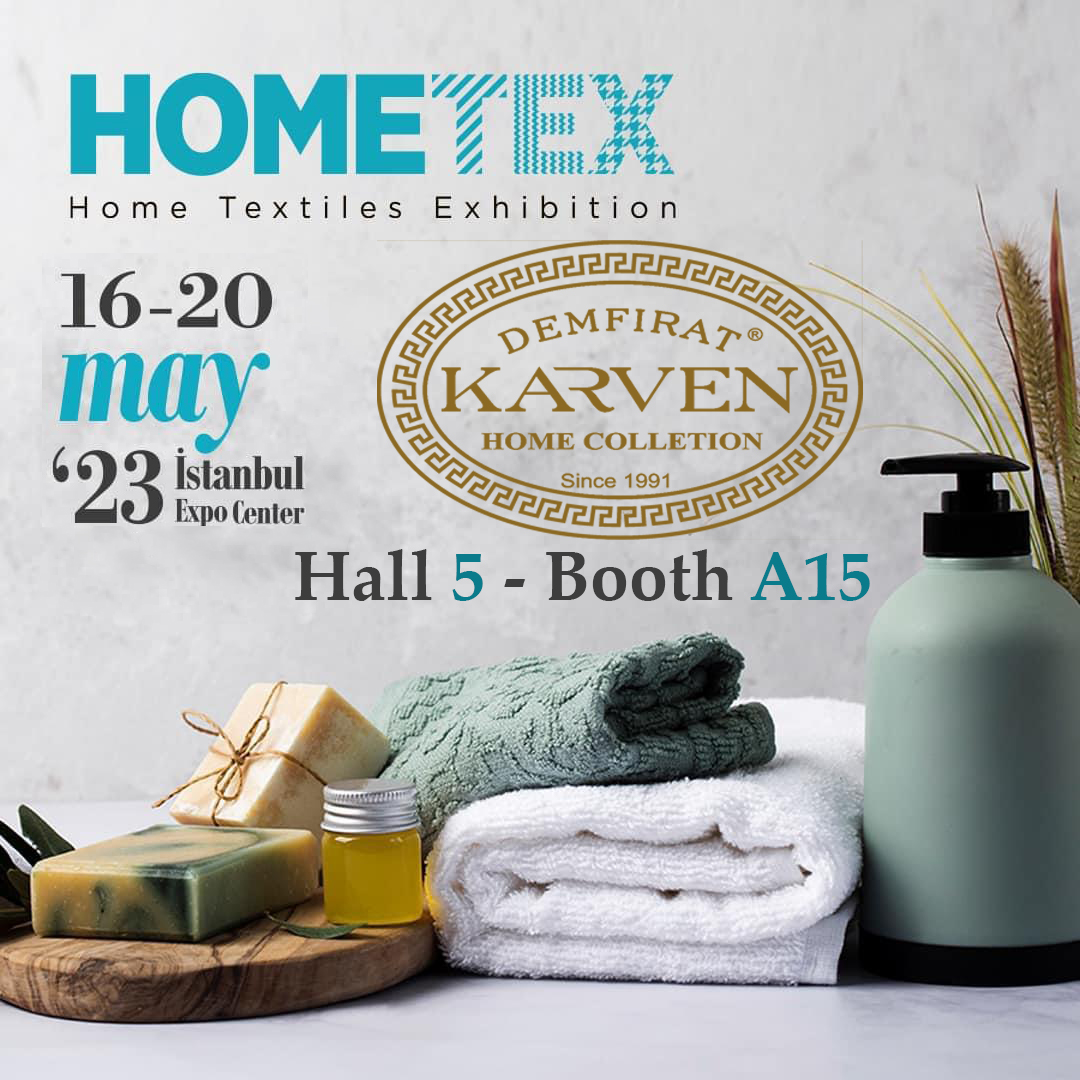 HOMETEX
Home Textiles Exhibition
16-20
may
‘23 İstanbul
Expo Center
DEMFIRAT®
KARVEN
HOME COLLETION
Since 1991
Hall 5 - Booth A15